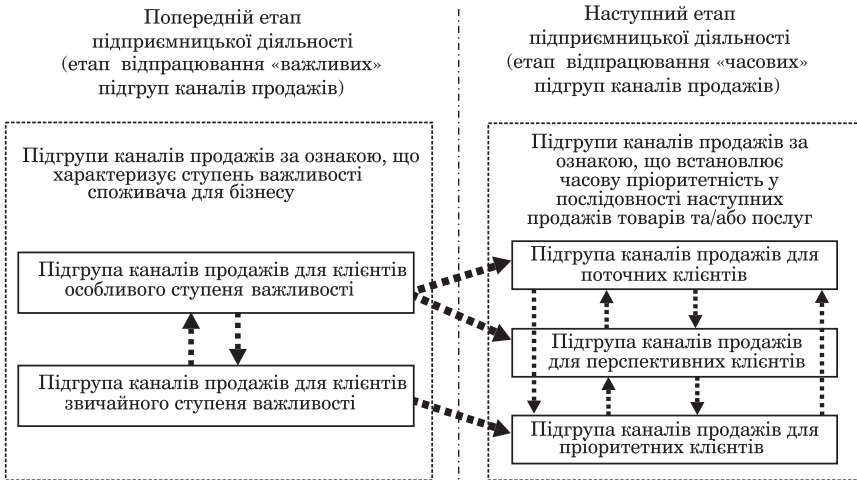 Попередній етап
підприємницької діяльності
(етап відпрацювання «важливих»
підгруп каналів продажів)
Підгрупи каналів продажів за ознакою, що
характеризує ступень важливості
споживача для бізнесу
Підгрупа каналів продажів для клієнтів
особливого ступеня важливості
Підгрупа каналів продажів для клієнтів
звичайного ступеня важливості
Наступний етап
підприємницької діяльності
(етап відпрацювання «часових»
підгруп каналів продажів)
Підгрупи каналів продажів за
ознакою, що встановлює
часову пріоритетність у
послідовності наступних
продажів товарів та/або послуг
Підгрупа каналів продажів для
поточних клієнтів
Підгрупа каналів продажів
для перспективних клієнтів
Підгрупа каналів продажів для
пріоритетних клієнтів